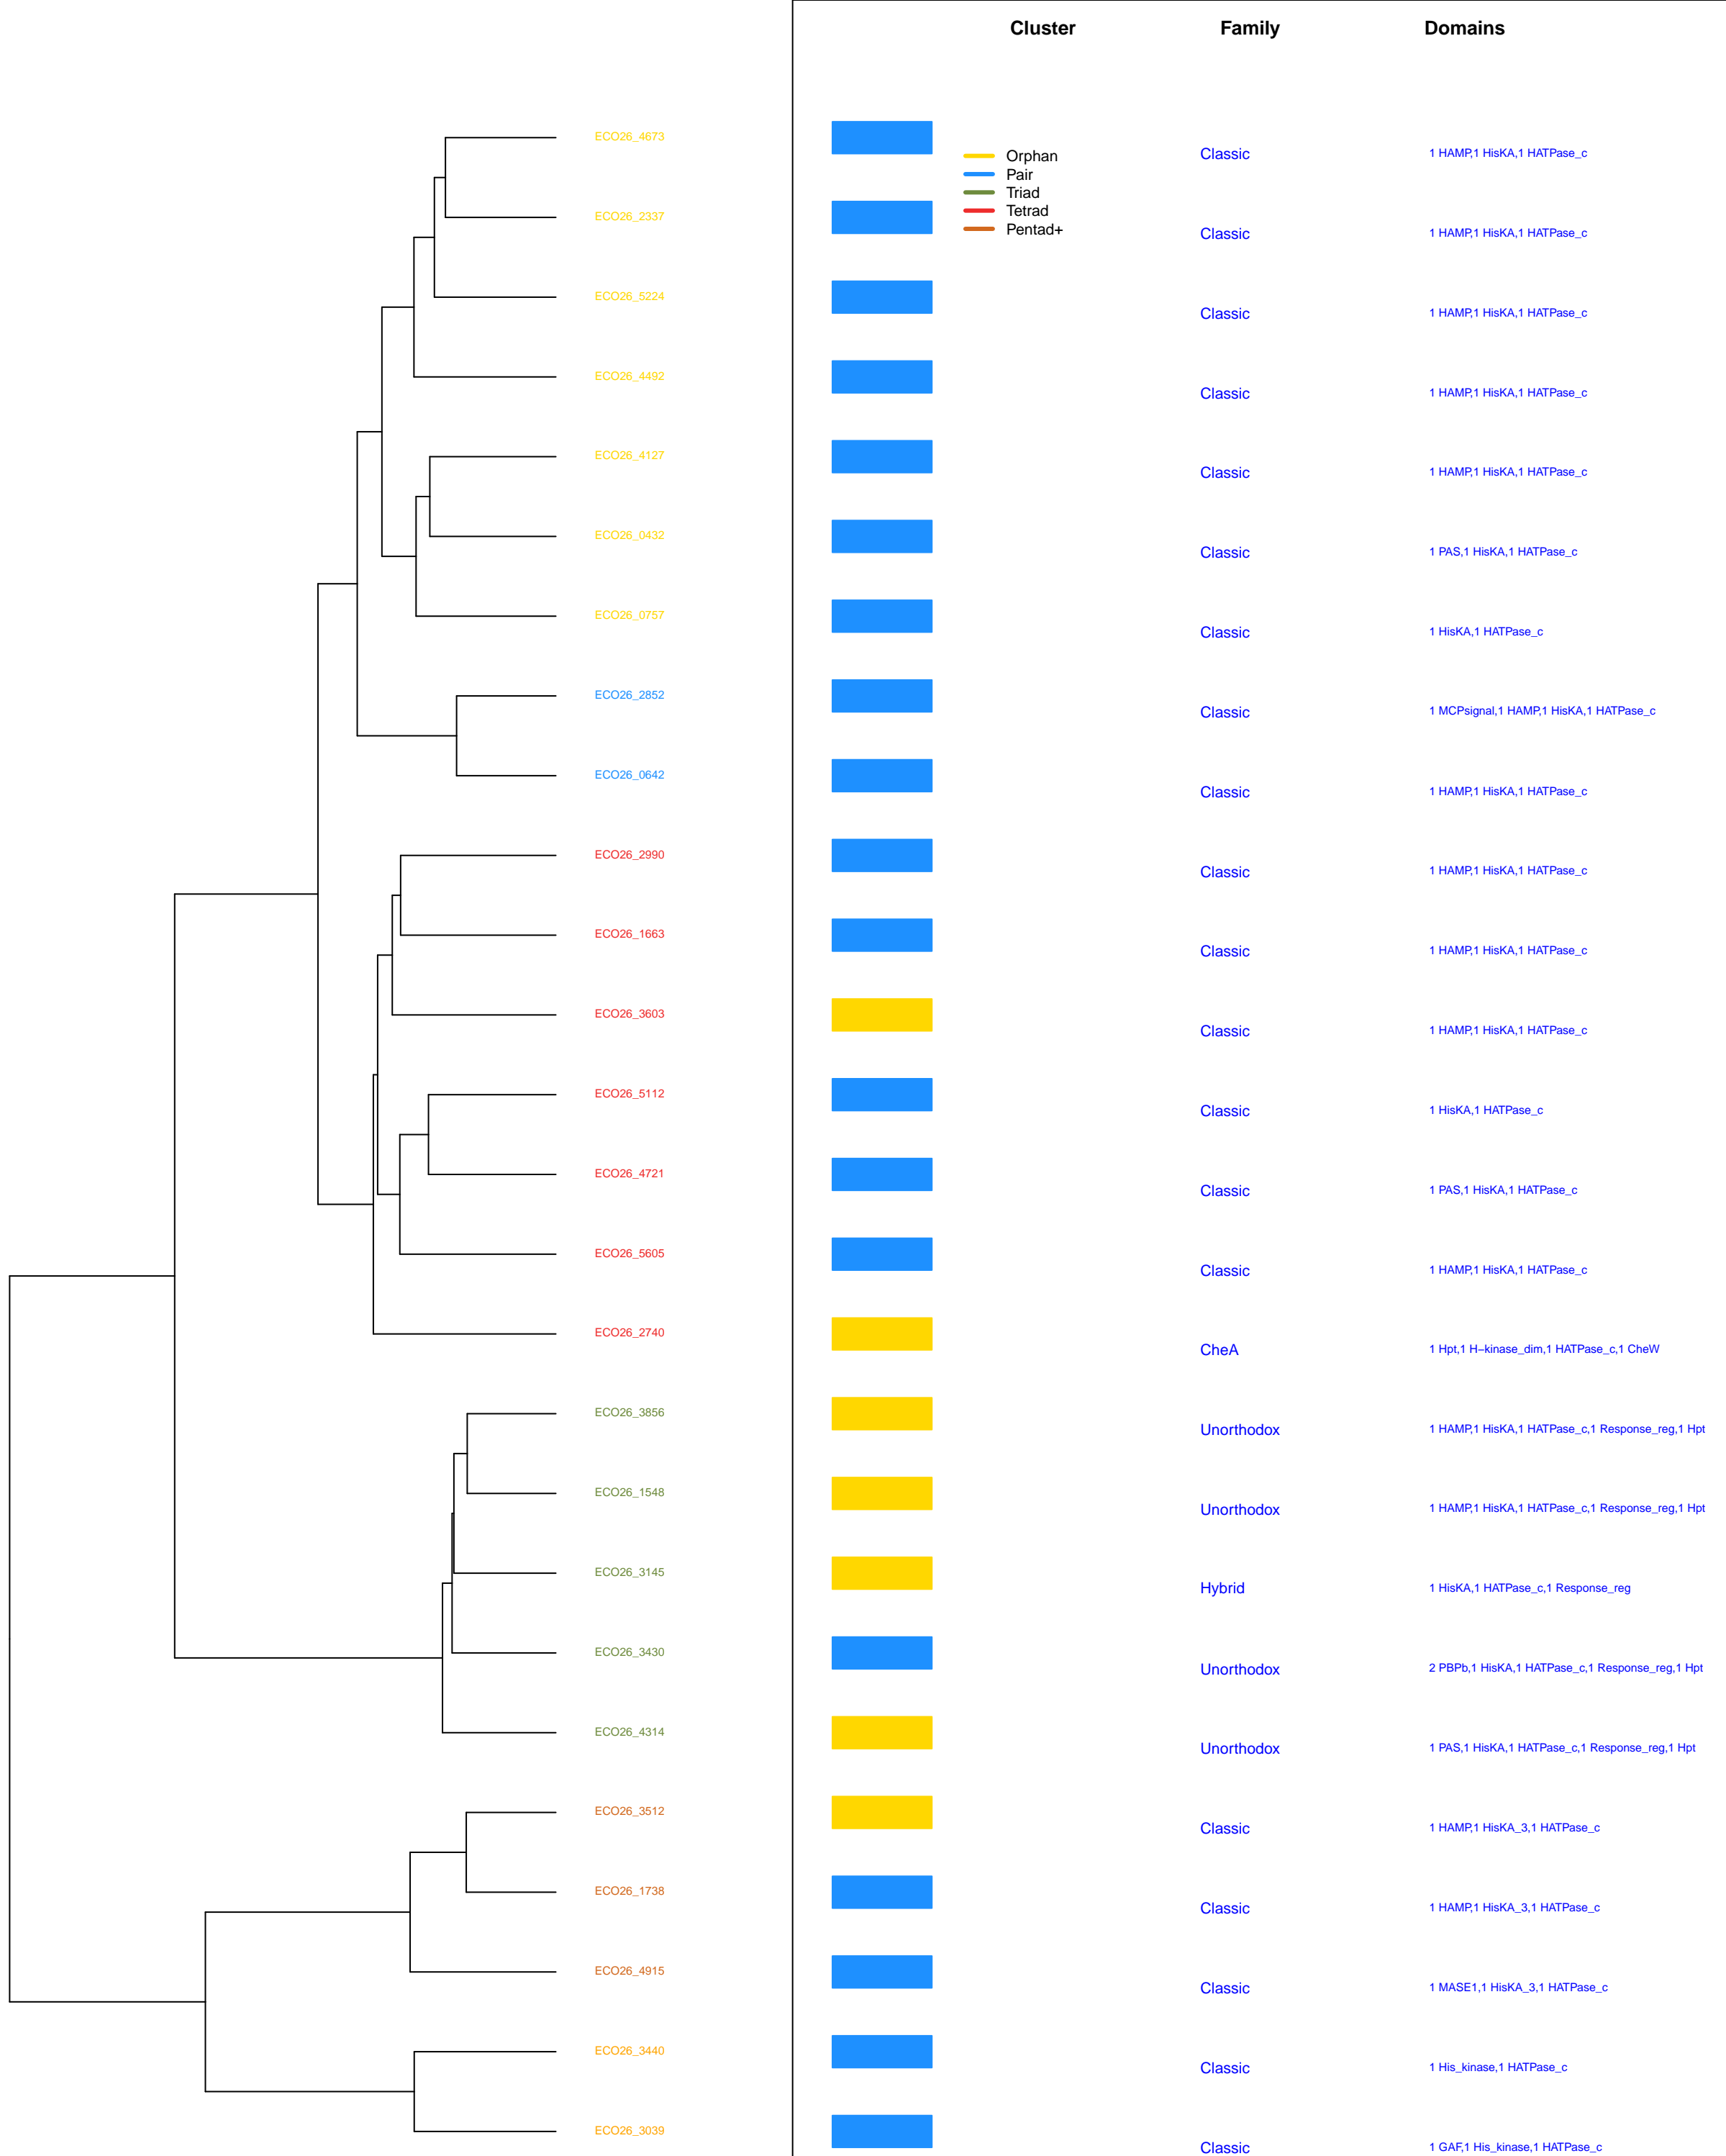 Cluster Family Domains
ECO26_4673
Orphan
Classic 1 HAMP,1 HisKA,1 HATPase_c
Pair
Triad
Tetrad
ECO26_2337
Pentad+
Classic 1 HAMP,1 HisKA,1 HATPase_c
ECO26_5224
Classic 1 HAMP,1 HisKA,1 HATPase_c
ECO26_4492
Classic 1 HAMP,1 HisKA,1 HATPase_c
ECO26_4127
Classic 1 HAMP,1 HisKA,1 HATPase_c
ECO26_0432
Classic 1 PAS,1 HisKA,1 HATPase_c
ECO26_0757
Classic 1 HisKA,1 HATPase_c
ECO26_2852
Classic 1 MCPsignal,1 HAMP,1 HisKA,1 HATPase_c
ECO26_0642
Classic 1 HAMP,1 HisKA,1 HATPase_c
ECO26_2990
Classic 1 HAMP,1 HisKA,1 HATPase_c
ECO26_1663
Classic 1 HAMP,1 HisKA,1 HATPase_c
ECO26_3603
Classic 1 HAMP,1 HisKA,1 HATPase_c
ECO26_5112
Classic 1 HisKA,1 HATPase_c
ECO26_4721
Classic 1 PAS,1 HisKA,1 HATPase_c
ECO26_5605
Classic 1 HAMP,1 HisKA,1 HATPase_c
ECO26_2740
CheA 1 Hpt,1 H−kinase_dim,1 HATPase_c,1 CheW
ECO26_3856
Unorthodox 1 HAMP,1 HisKA,1 HATPase_c,1 Response_reg,1 Hpt
ECO26_1548
Unorthodox 1 HAMP,1 HisKA,1 HATPase_c,1 Response_reg,1 Hpt
ECO26_3145
Hybrid 1 HisKA,1 HATPase_c,1 Response_reg
ECO26_3430
Unorthodox 2 PBPb,1 HisKA,1 HATPase_c,1 Response_reg,1 Hpt
ECO26_4314
Unorthodox 1 PAS,1 HisKA,1 HATPase_c,1 Response_reg,1 Hpt
ECO26_3512
Classic 1 HAMP,1 HisKA_3,1 HATPase_c
ECO26_1738
Classic 1 HAMP,1 HisKA_3,1 HATPase_c
ECO26_4915
Classic 1 MASE1,1 HisKA_3,1 HATPase_c
ECO26_3440
Classic 1 His_kinase,1 HATPase_c
ECO26_3039
Classic 1 GAF,1 His_kinase,1 HATPase_c